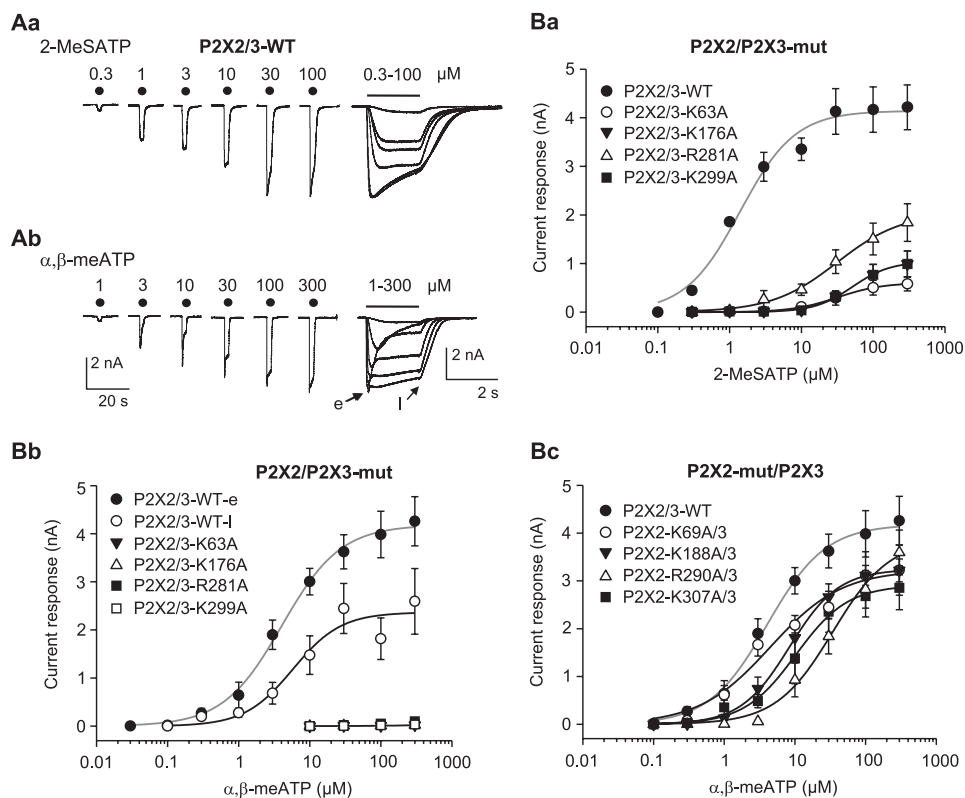 Aa
2-MeSATP P2X2/3-WT
0.3 1 3 10 30 100 0.3-100 µM
Ab
α,β-meATP
1 3 10 30 100 300 1-300 µM
2 nA
20 s
e
l
2 nA
2 s
Ba
P2X2/P2X3-mut
P2X2/3-WT
P2X2/3-K63A
P2X2/3-K176A
P2X2/3-R281A
P2X2/3-K299A
Current response (nA)
5
4
3
2
1
0
0.01 0.1 1 10 100 1000
2-MeSATP (µM)
Bb
P2X2/P2X3-mut
P2X2/3-WT-e
P2X2/3-WT-l
P2X2/3-K63A
P2X2/3-K176A
P2X2/3-R281A
P2X2/3-K299A
Current response (nA)
5
4
3
2
1
0
0.01 0.1 1 10 100 1000
α,β-meATP (µM)
Bc
P2X2-mut/P2X3
P2X2/3-WT
P2X2-K69A/3
P2X2-K188A/3
P2X2-R290A/3
P2X2-K307A/3
Current response (nA)
5
4
3
2
1
0
0.01 0.1 1 10 100 1000
α,β-meATP (µM)